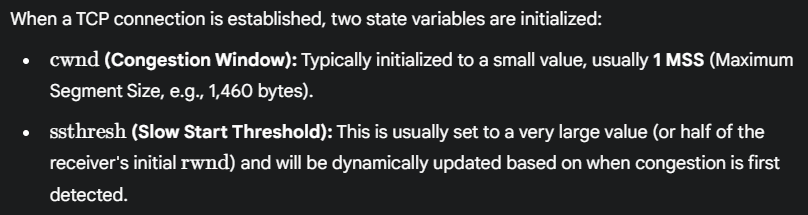 When a TCP connection is established, two state variables are initialized:
• cwnd (Congestion Window): Typically initialized to a small value, usually 1 MSS (Maximum
Segment Size, e.g., 1,460 bytes).
• ssthresh (Slow Start Threshold): This is usually set to a very large value (or half of the
receiver's initial rwnd) and will be dynamically updated based on when congestion is first
detected.